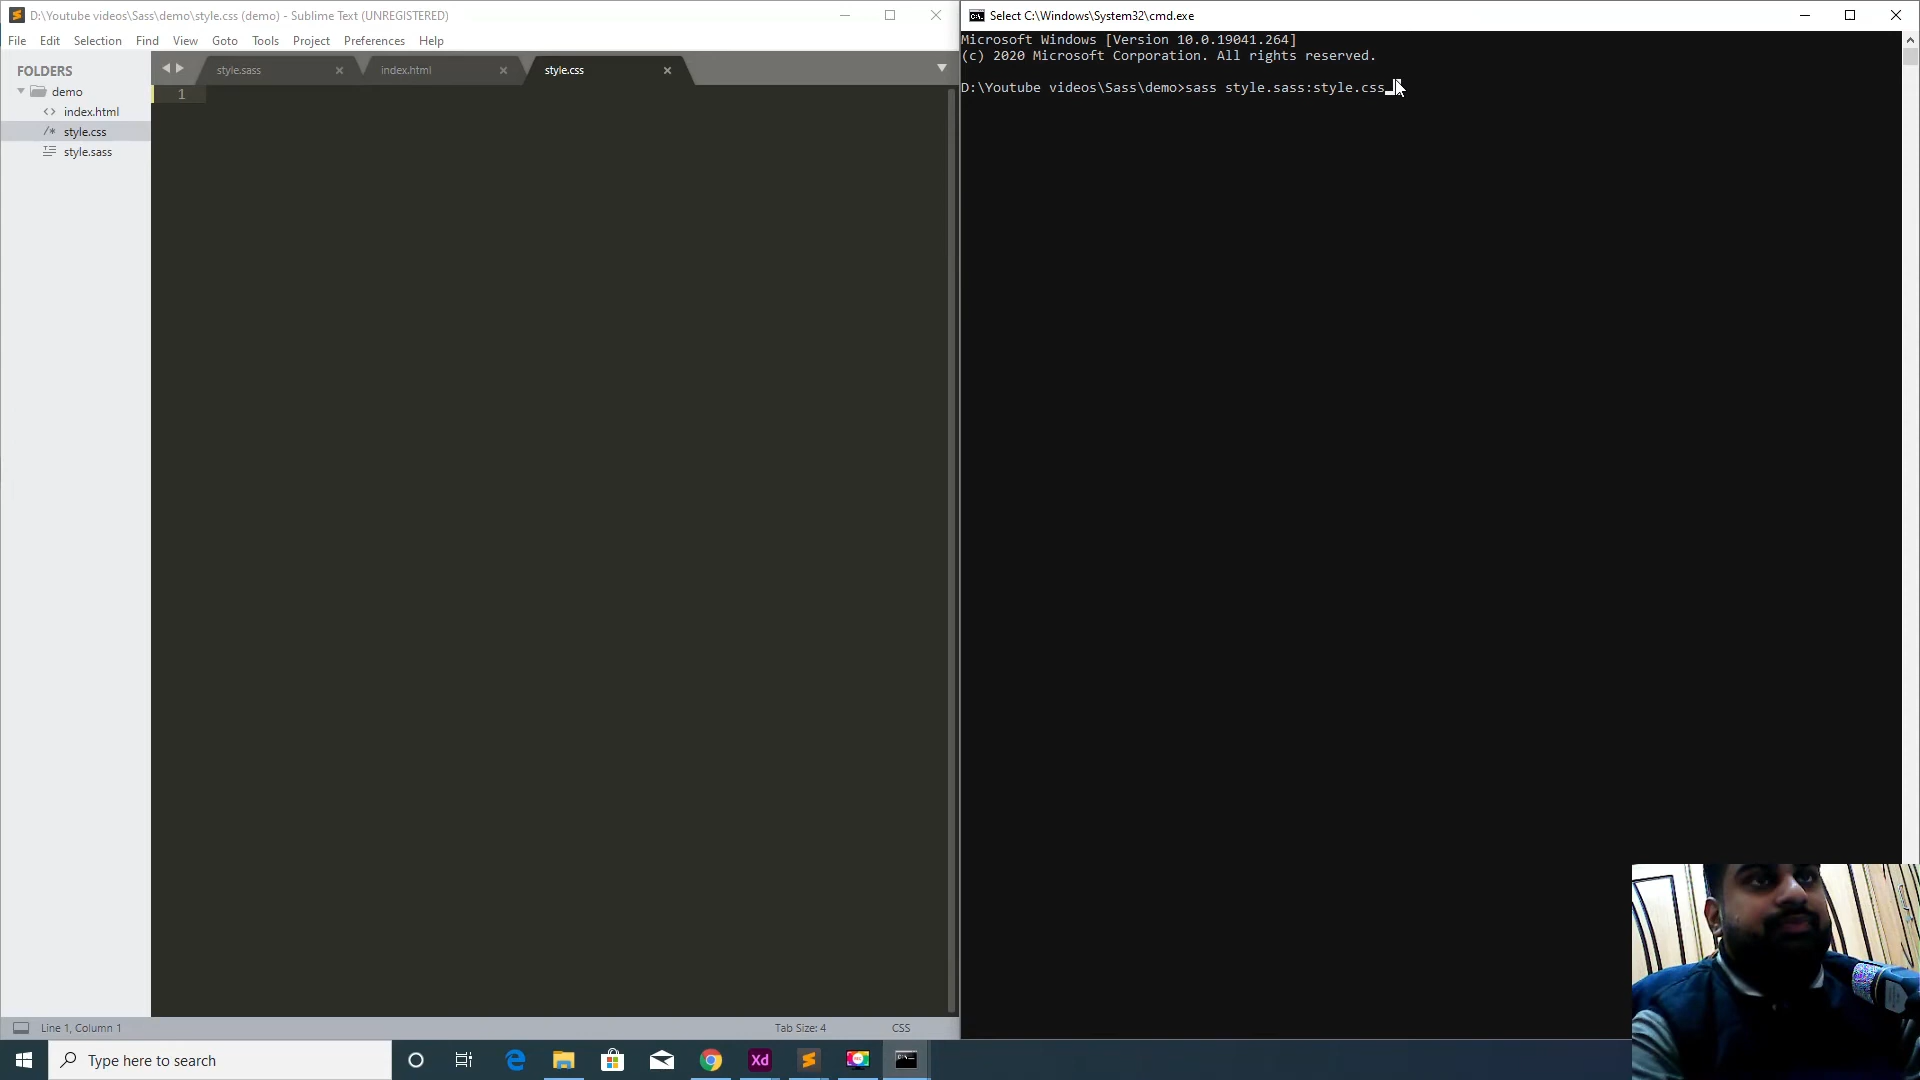 D:\Youtube videos\Sass\demo\style.css (demo) - Sublime Text (UNREGISTERED)
File Edit Selection Find View Goto Tools Project Preferences Help
FOLDERS
demo
index.html
style.css
style.sass
style.sass index.html style.css
1
Line 1, Column 1 Tab Size: 4 CSS
Select C:\Windows\System32\cmd.exe
Microsoft Windows [Version 10.0.19041.264]
(c) 2020 Microsoft Corporation. All rights reserved.
D:\Youtube videos\Sass\demo>sass style.sass:style.css
Type here to search
Xd